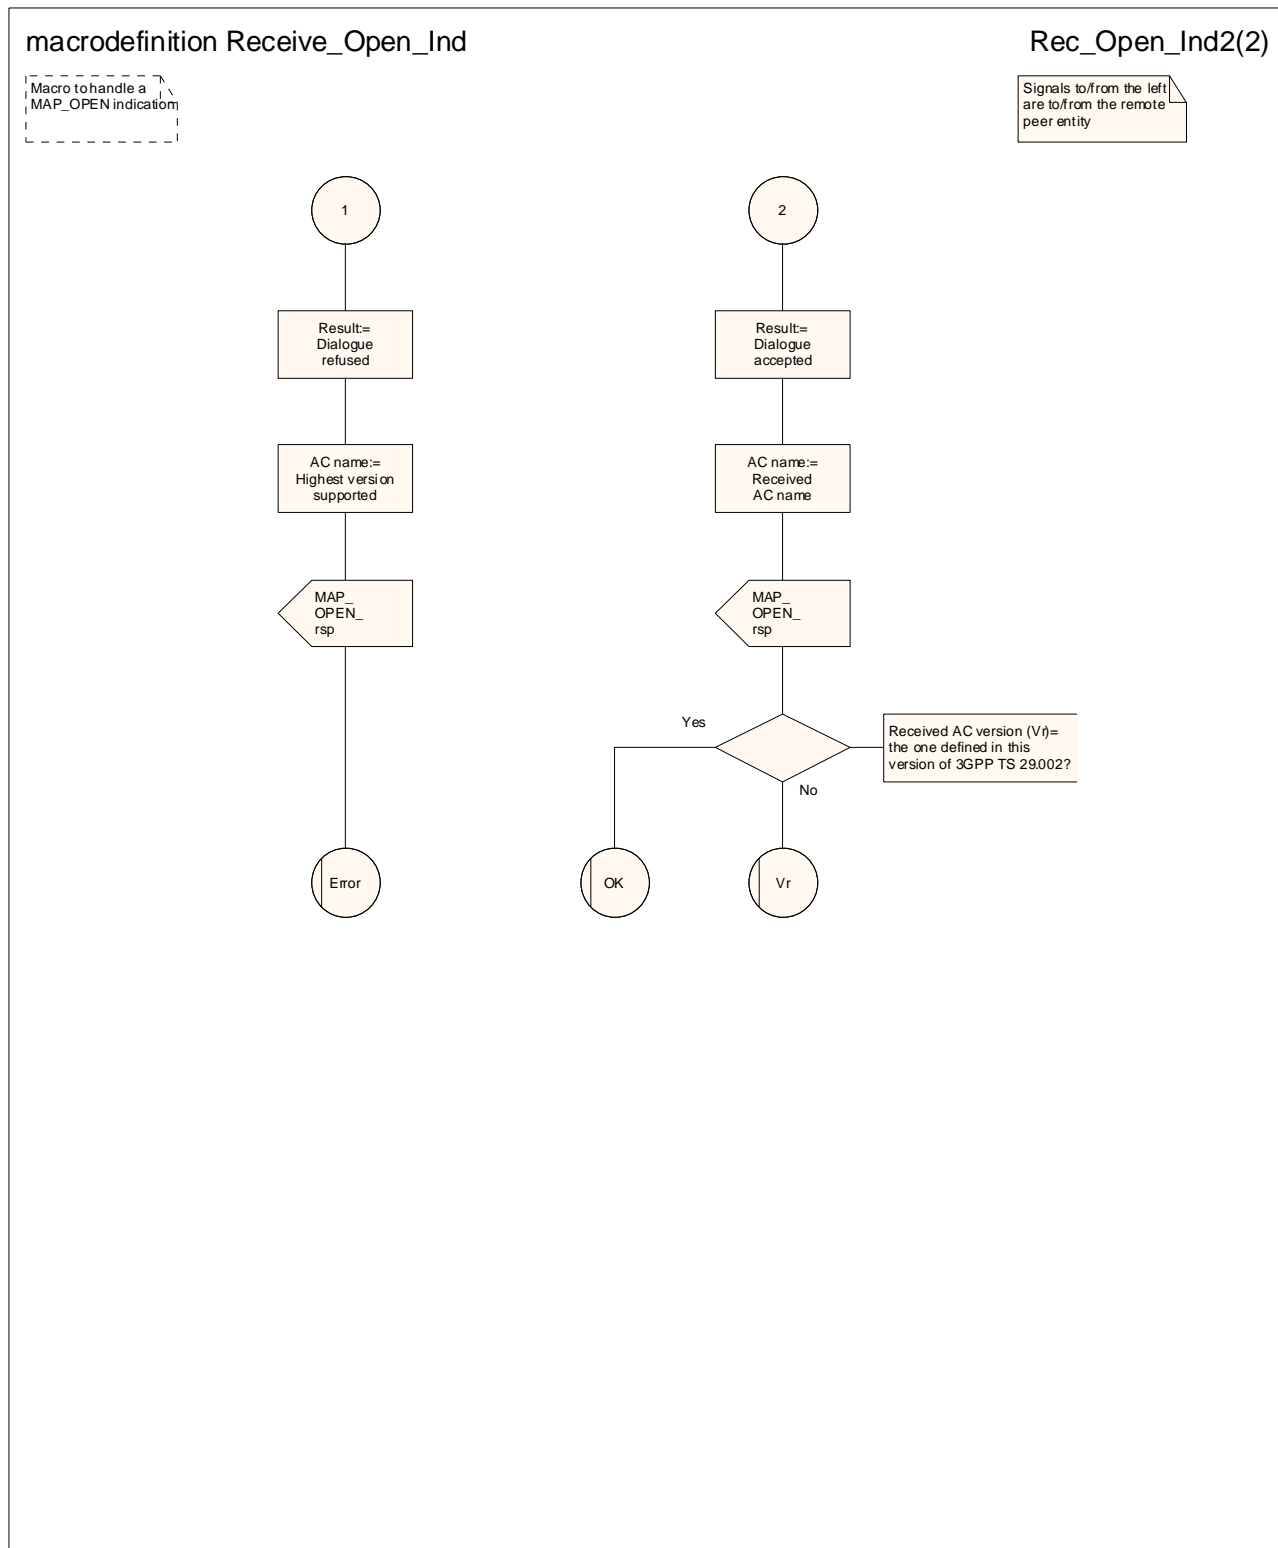 macrodefinition Receive_Open_Ind
Rec_Open_Ind2(2)
Macro to handle a
MAP_OPEN indication
Signals to/from the left
are to/from the remote
peer entity
1
2
Result:=
Dialogue
refused
Result:=
Dialogue
accepted
AC name:=
Highest version
supported
AC name:=
Received
AC name
MAP_
OPEN_
rsp
MAP_
OPEN_
rsp
Yes
Received AC version (Vr)=
the one defined in this
version of 3GPP TS 29.002?
No
Error
OK
Vr